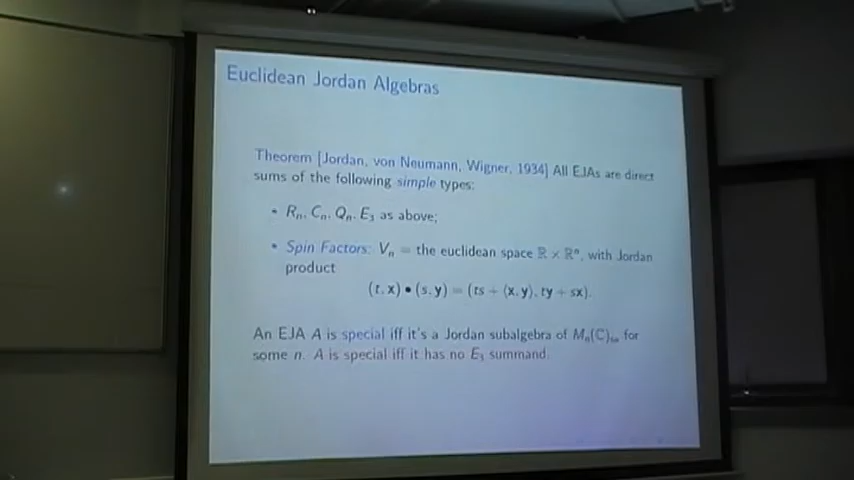 Euclidean Jordan Algebras
Theorem [Jordan, von Neumann, Wigner, 1934] All EJAs are direct
sums of the following simple types:
• Rₙ, Cₙ, Qₙ, E₃ as above;
• Spin Factors: Vₙ = the euclidean space ℝ × ℝⁿ, with Jordan
product
(t, x) • (s, y) = (ts + ⟨x, y⟩, ty + sx).
An EJA A is special iff it's a Jordan subalgebra of Mₙ(ℂ)ₛₐ for
some n. A is special iff it has no E₃ summand.